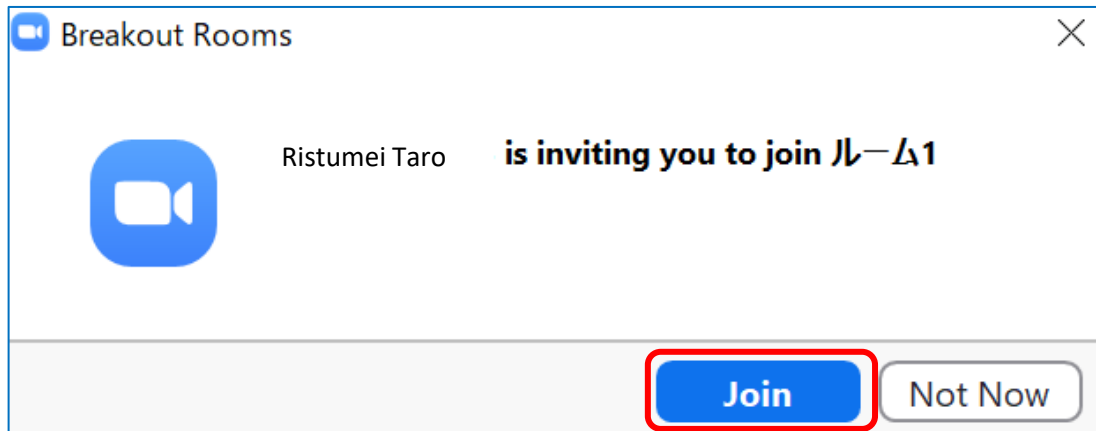 Breakout Rooms
Ristumei Taro is inviting you to join ルーム1
Join Not Now